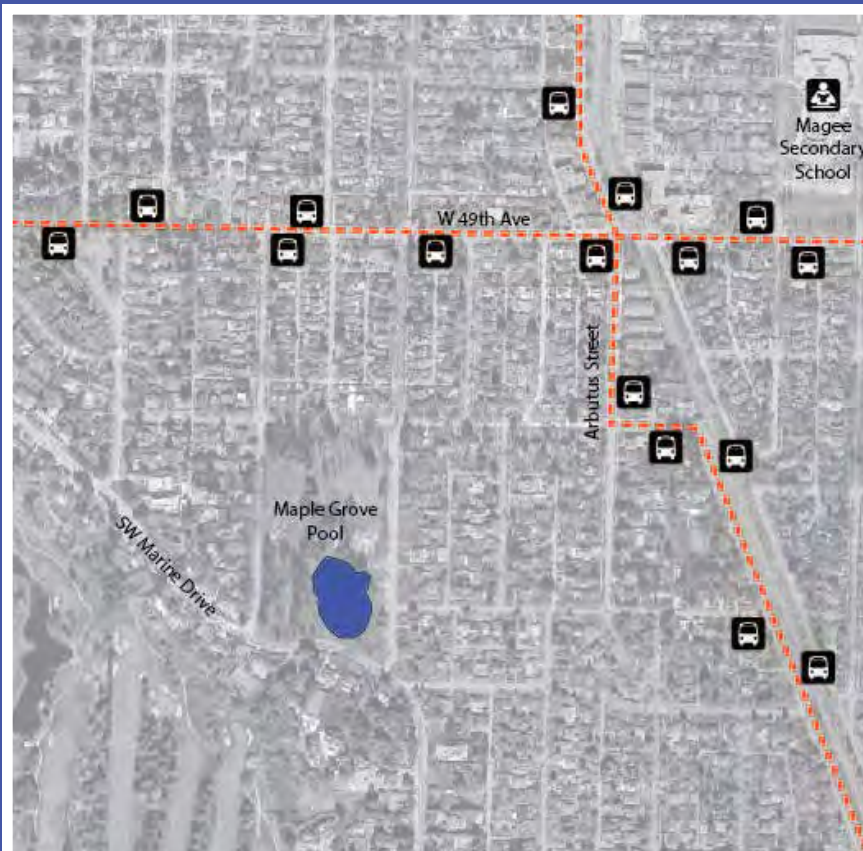 Magee
Secondary
School
W 49th Ave
Arbutus Street
Maple Grove
Pool
SW Marine Drive